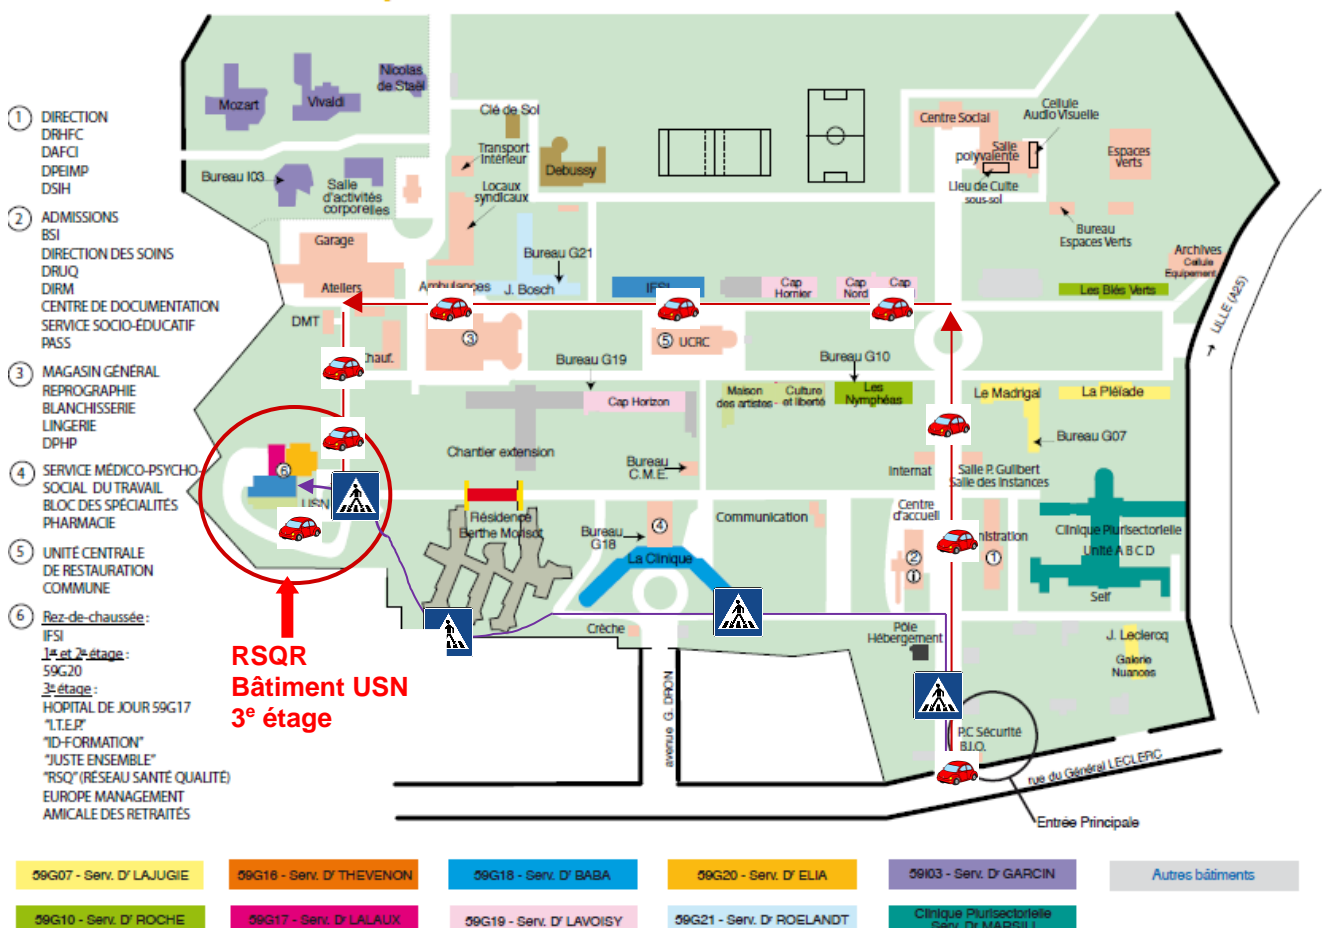 ① DIRECTION
DRHFC
DAFCI
DPEIMP
DSIH
② ADMISSIONS
BSI
DIRECTION DES SOINS
DRUQ
DIRM
CENTRE DE DOCUMENTATION
SERVICE SOCIO-ÉDUCATIF
PASS
③ MAGASIN GÉNÉRAL
REPROGRAPHIE
BLANCHISSERIE
LINGERIE
DPHP
④ SERVICE MÉDICO-PSYCHO-
SOCIAL DU TRAVAIL
BLOC DES SPÉCIALITÉS
PHARMACIE
⑤ UNITÉ CENTRALE
DE RESTAURATION
COMMUNE
⑥ Rez-de-chaussée :
IFSI
1er et 2e étage :
59G20
3e étage :
HOPITAL DE JOUR 59G17
"I.T.E.P."
"ID-FORMATION"
"JUSTE ENSEMBLE"
"RSQ" (RÉSEAU SANTÉ QUALITÉ)
EUROPE MANAGEMENT
AMICALE DES RETRAITÉS
Mozart
Vivaldi
Nicolas
de Staël
Bureau I03
Salle
d'activités
corporelles
Clé de Sol
Transport
Intérieur
Debussy
Locaux
syndicaux
Centre Social
Cellule
Audio Visuelle
Salle
polyvalente
Lieu de Culte
sous-sol
Espaces
Verts
Bureau
Espaces Verts
Archives
Cellule
Equipement
Garage
Ateliers
Ambulances
J. Bosch
Bureau G21
IFSI
Cap
Hornier
Cap
Nord
Cap
Les Blés Verts
→ LILLE (A25)
DMT
Chauf.
③
⑤ UCRC
Bureau G19
Bureau G10
Cap Horizon
Maison
des artistes -
Culture
et liberté
Les
Nymphéas
Le Madrigal
La Pléiade
Bureau G07
Chantier extension
Bureau
C.M.E.
Internat
Salle P. Guilbert
Salle des Instances
⑥
USN
Résidence
Berthe Morisot
Bureau
G18
④
La Clinique
Communication
Centre
d'accueil
②
i
nistration
①
Clinique Plurisectorielle
Unité A B C D
Self
Crèche
Pôle
Hébergement
J. Leclercq
Galerie
Nuances
RSQR
Bâtiment USN
3e étage
avenue G. DRON
P.C Sécurité
B.I.O.
rue du Général LECLERC
Entrée Principale
59G07 - Serv. Dr LAJUGIE
59G16 - Serv. Dr THEVENON
59G18 - Serv. Dr BABA
59G20 - Serv. Dr ELIA
59I03 - Serv. Dr GARCIN
Autres bâtiments
59G10 - Serv. Dr ROCHE
59G17 - Serv. Dr LALAUX
59G19 - Serv. Dr LAVOISY
59G21 - Serv. Dr ROELANDT
Clinique Plurisectorielle
Serv. Dr MARSILI